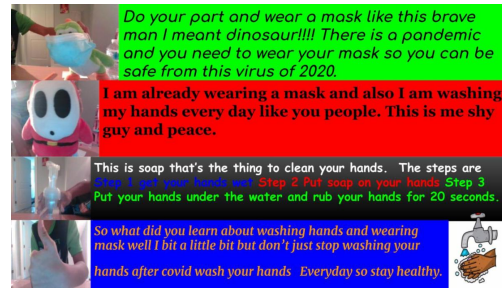 Do your part and wear a mask like this brave
man I meant dinosaur!!!! There is a pandemic
and you need to wear your mask so you can be
safe from this virus of 2020.
I am already wearing a mask and also I am washing
my hands every day like you people. This is me shy
guy and peace.
This is soap that's the thing to clean your hands. The steps are
Step 1 get your hands wet Step 2 Put soap on your hands Step 3
Put your hands under the water and rub your hands for 20 seconds.
So what did you learn about washing hands and wearing
mask well I bit a little bit but don't just stop washing your
hands after covid wash your hands Everyday so stay healthy.